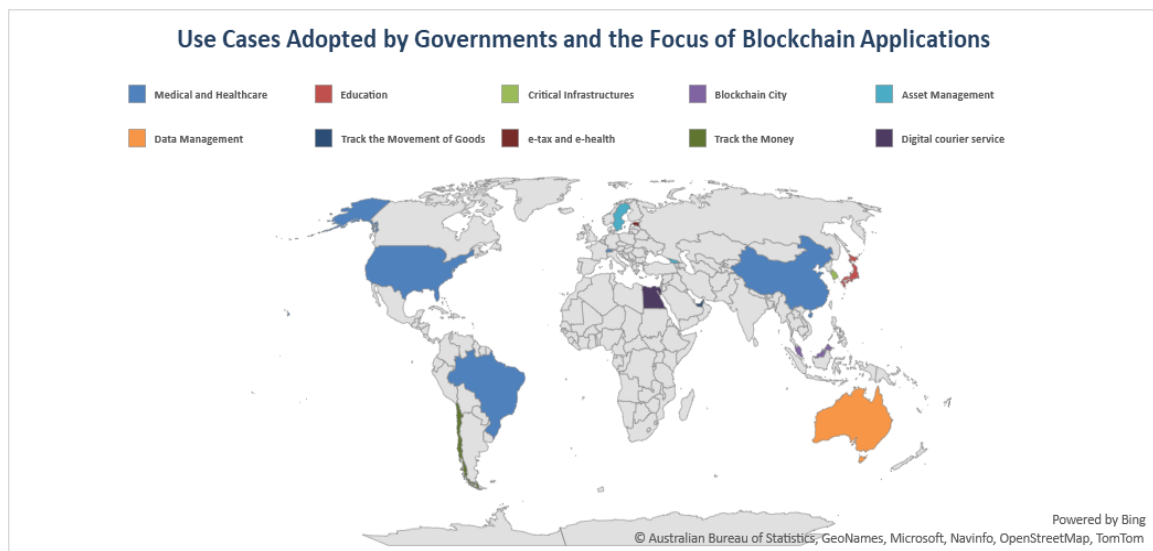 Use Cases Adopted by Governments and the Focus of Blockchain Applications
Medical and Healthcare
Education
Critical Infrastructures
Blockchain City
Asset Management
Data Management
Track the Movement of Goods
e-tax and e-health
Track the Money
Digital courier service
Powered by Bing
© Australian Bureau of Statistics, GeoNames, Microsoft, Navinfo, OpenStreetMap, TomTom